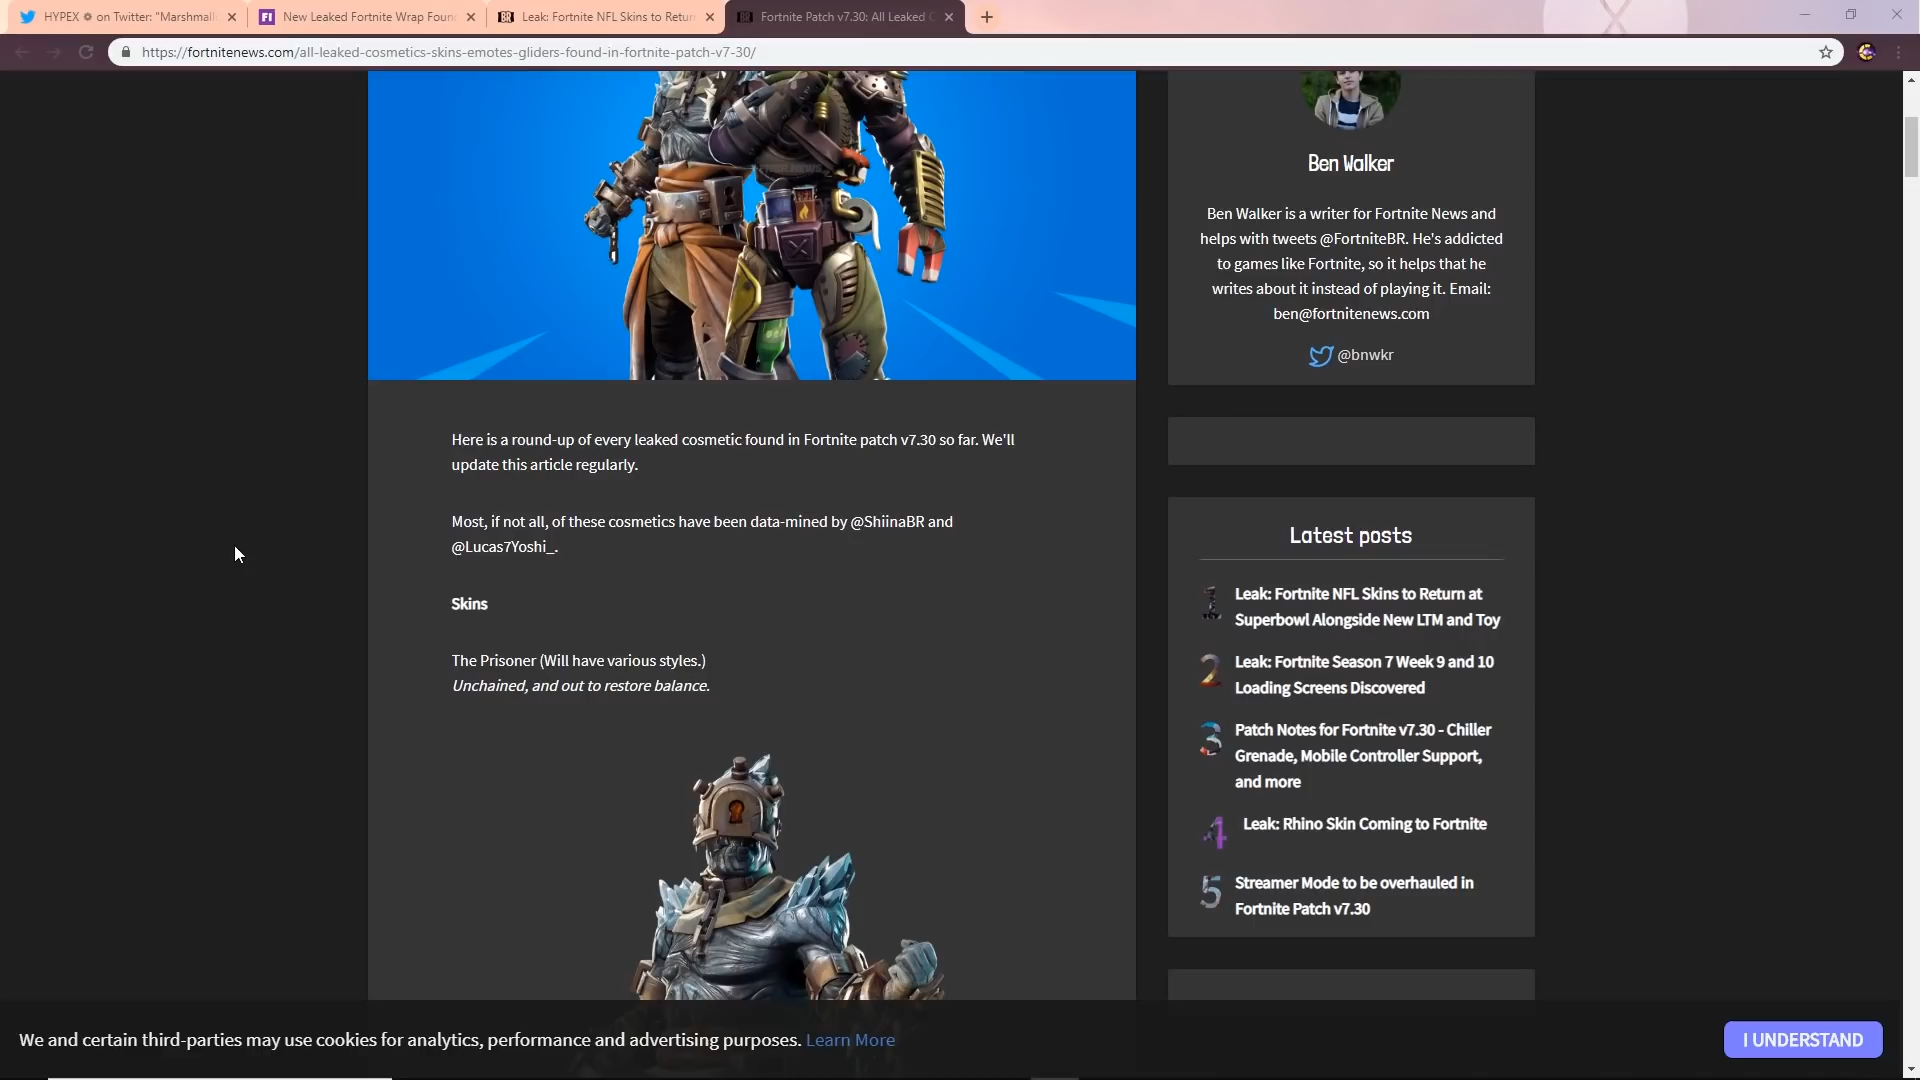 HYPEX on Twitter: "Marshmall
New Leaked Fortnite Wrap Foun
Leak: Fortnite NFL Skins to Retur
Fortnite Patch v7.30: All Leaked C
https://fortnitenews.com/all-leaked-cosmetics-skins-emotes-gliders-found-in-fortnite-patch-v7-30/
Ben Walker
Ben Walker is a writer for Fortnite News and
helps with tweets @FortniteBR. He's addicted
to games like Fortnite, so it helps that he
writes about it instead of playing it. Email:
ben@fortnitenews.com
@bnwkr
Here is a round-up of every leaked cosmetic found in Fortnite patch v7.30 so far. We'll
update this article regularly.
Most, if not all, of these cosmetics have been data-mined by @ShiinaBR and
@Lucas7Yoshi_.
Skins
The Prisoner (Will have various styles.)
Unchained, and out to restore balance.
Latest posts
1 Leak: Fortnite NFL Skins to Return at
Superbowl Alongside New LTM and Toy
2 Leak: Fortnite Season 7 Week 9 and 10
Loading Screens Discovered
3 Patch Notes for Fortnite v7.30 - Chiller
Grenade, Mobile Controller Support,
and more
4 Leak: Rhino Skin Coming to Fortnite
5 Streamer Mode to be overhauled in
Fortnite Patch v7.30
We and certain third-parties may use cookies for analytics, performance and advertising purposes. Learn More
I UNDERSTAND